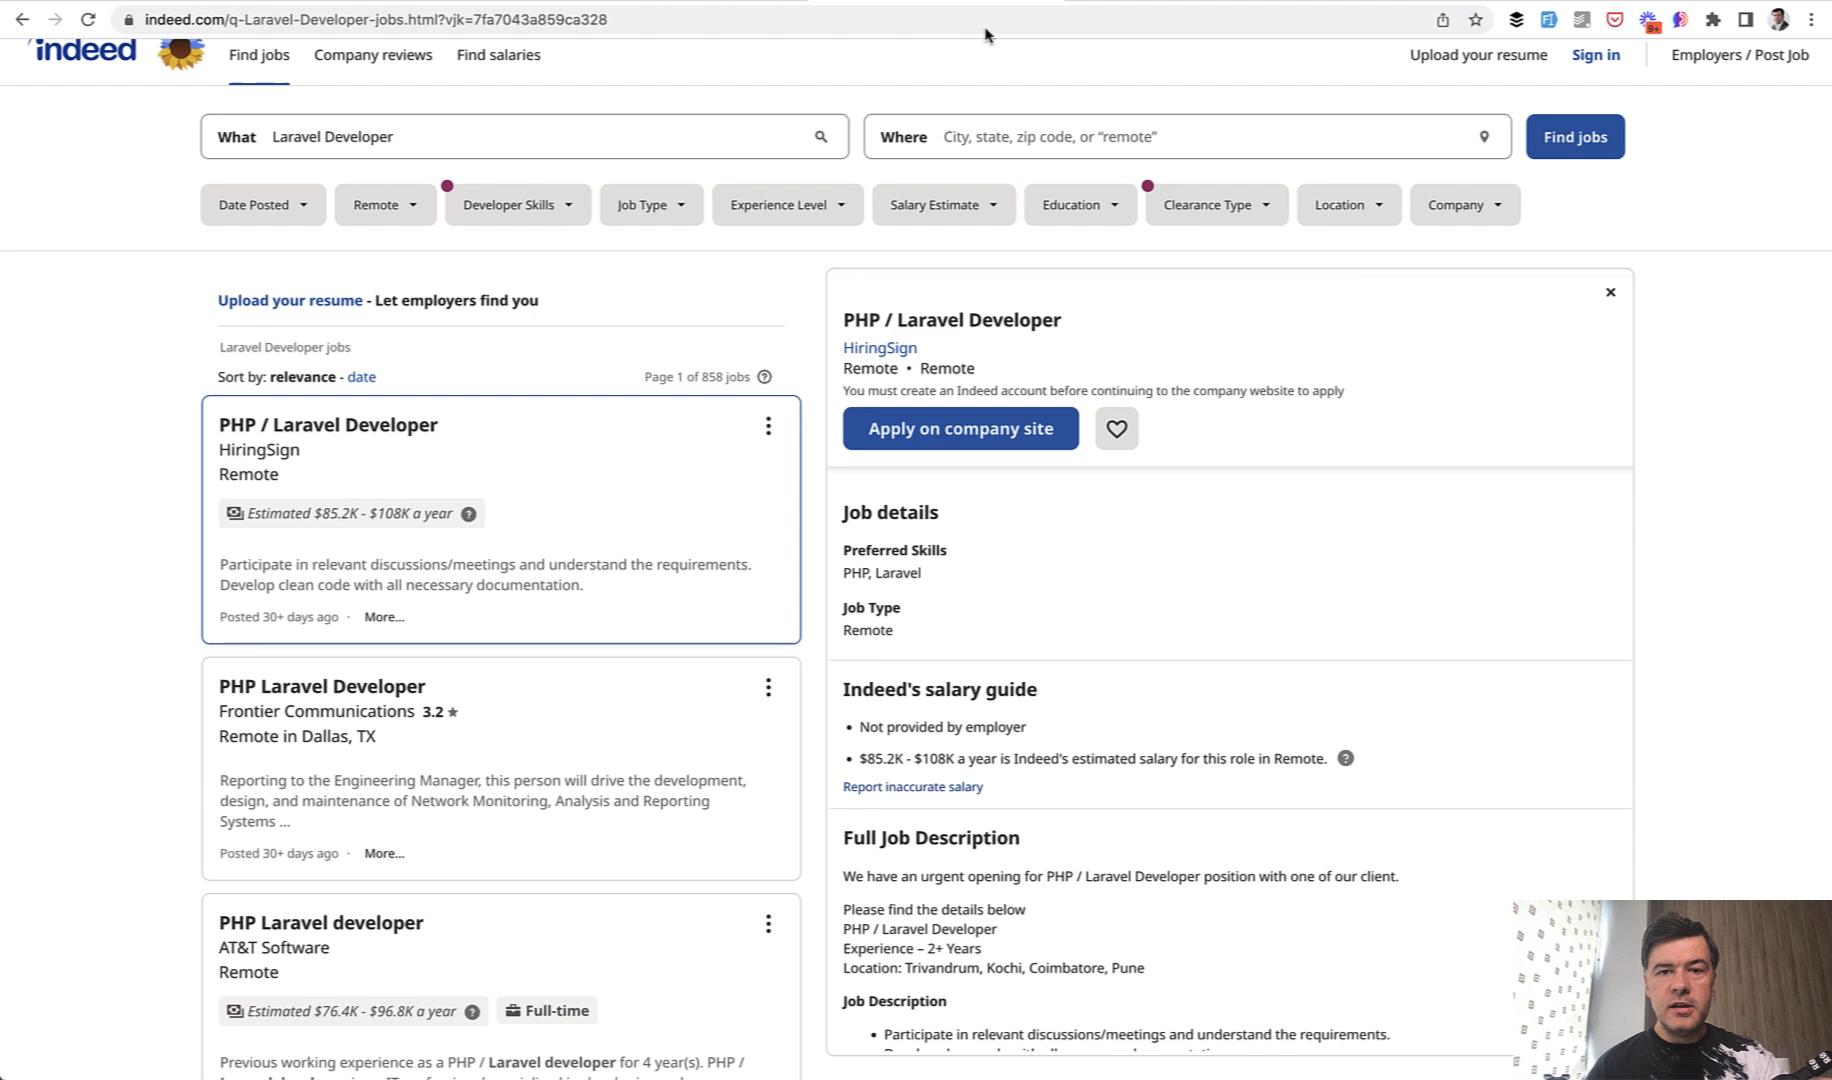 indeed.com/q-Laravel-Developer-jobs.html?vjk=7fa7043a859ca328
9+
indeed
Find jobs
Company reviews
Find salaries
Upload your resume
Sign in
Employers / Post Job
What Laravel Developer
Where City, state, zip code, or “remote”
Find jobs
Date Posted
Remote
Developer Skills
Job Type
Experience Level
Salary Estimate
Education
Clearance Type
Location
Company
Upload your resume - Let employers find you
Laravel Developer jobs
Sort by: relevance - date
Page 1 of 858 jobs
PHP / Laravel Developer
HiringSign
Remote
Estimated $85.2K - $108K a year
Participate in relevant discussions/meetings and understand the requirements.
Develop clean code with all necessary documentation.
Posted 30+ days ago · More...
PHP Laravel Developer
Frontier Communications 3.2 ★
Remote in Dallas, TX
Reporting to the Engineering Manager, this person will drive the development,
design, and maintenance of Network Monitoring, Analysis and Reporting
Systems ...
Posted 30+ days ago · More...
PHP Laravel developer
AT&T Software
Remote
Estimated $76.4K - $96.8K a year
Full-time
Previous working experience as a PHP / Laravel developer for 4 year(s). PHP /
PHP / Laravel Developer
HiringSign
Remote • Remote
You must create an Indeed account before continuing to the company website to apply
Apply on company site
Job details
Preferred Skills
PHP, Laravel
Job Type
Remote
Indeed's salary guide
• Not provided by employer
• $85.2K - $108K a year is Indeed's estimated salary for this role in Remote.
Report inaccurate salary
Full Job Description
We have an urgent opening for PHP / Laravel Developer position with one of our client.
Please find the details below
PHP / Laravel Developer
Experience – 2+ Years
Location: Trivandrum, Kochi, Coimbatore, Pune
Job Description
• Participate in relevant discussions/meetings and understand the requirements.